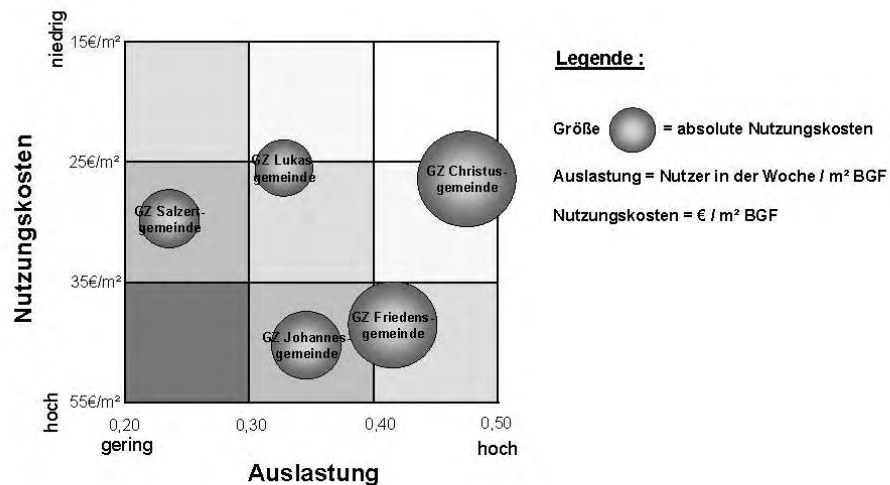 niedrig
15€/m²
25€/m²
35€/m²
55€/m²
hoch
Nutzungskosten
GZ Lukas-
gemeinde
GZ Christus-
gemeinde
GZ Salzert-
gemeinde
GZ Friedens-
gemeinde
GZ Johannes-
gemeinde
0,20
0,30
0,40
0,50
gering
hoch
Auslastung
Legende :
Größe = absolute Nutzungskosten
Auslastung = Nutzer in der Woche / m² BGF
Nutzungskosten = € / m² BGF